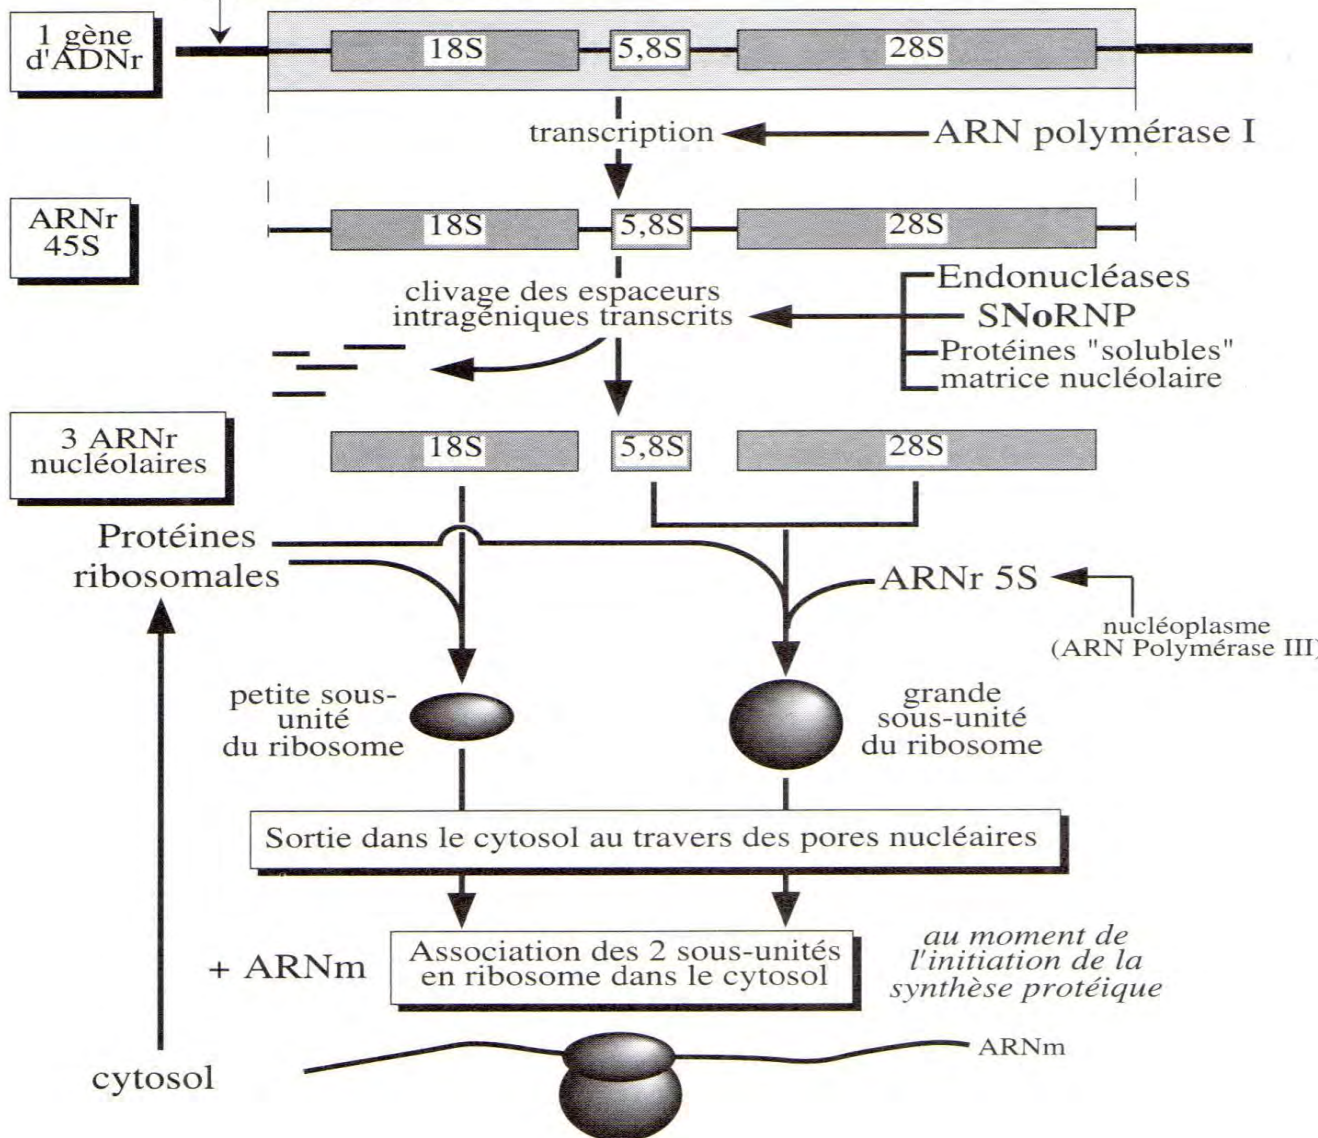 1 gène
d'ADNr
18S
5,8S
28S
transcription
ARN polymérase I
ARNr
45S
18S
5,8S
28S
clivage des espaceurs
intragéniques transcrits
Endonucléases
SNoRNP
Protéines "solubles"
matrice nucléolaire
3 ARNr
nucléolaires
18S
5,8S
28S
Protéines
ribosomales
ARNr 5S
nucléoplasme
(ARN Polymérase III)
petite sous-
unité
du ribosome
grande
sous-unité
du ribosome
Sortie dans le cytosol au travers des pores nucléaires
+ ARNm
Association des 2 sous-unités
en ribosome dans le cytosol
au moment de
l'initiation de la
synthèse protéique
cytosol
ARNm